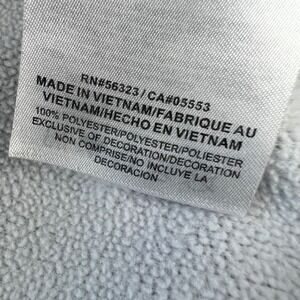 RN#56323 / CA#05553
MADE IN VIETNAM/FABRIQUE AU
VIETNAM/HECHO EN VIETNAM
100% POLYESTER/POLYESTER/POLIESTER
EXCLUSIVE OF DECORATION/DECORATION
NON COMPRISE/NO INCLUYE LA
DECORACION